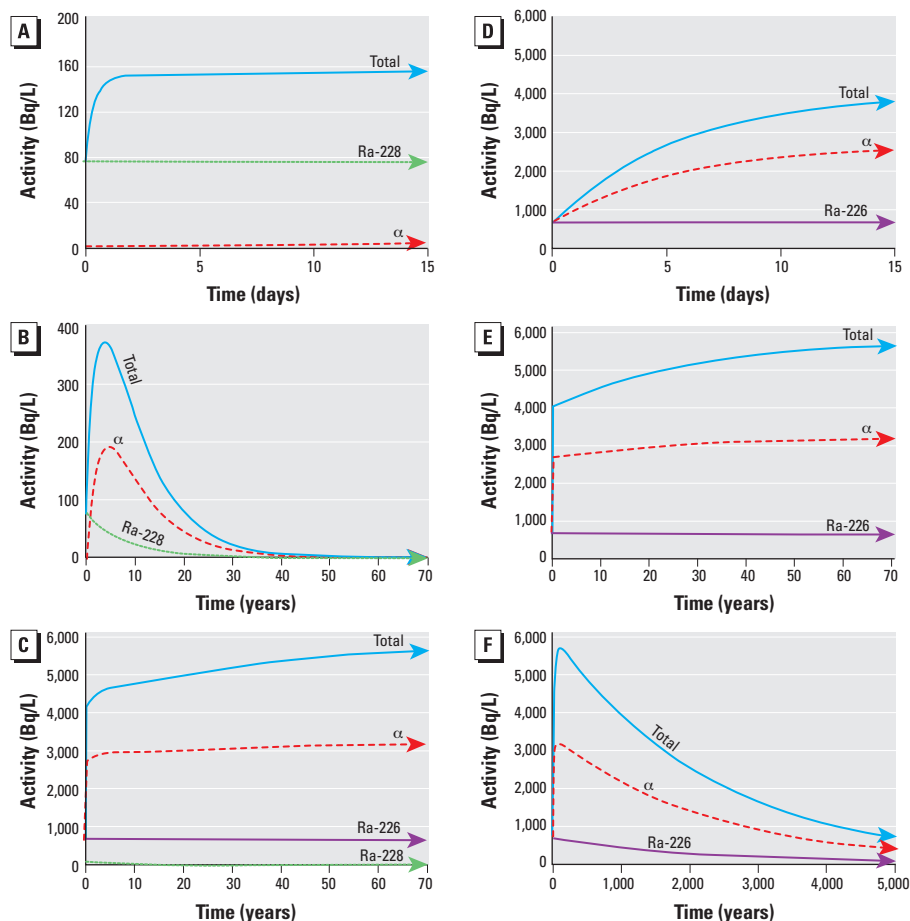 A
Activity (Bq/L)
200
160
120
80
40
0
Total
Ra-228
α
0 5 10 15
Time (days)
D
Activity (Bq/L)
6,000
5,000
4,000
3,000
2,000
1,000
0
Total
α
Ra-226
0 5 10 15
Time (days)
B
Activity (Bq/L)
400
300
200
100
0
Total
α
Ra-228
0 10 20 30 40 50 60 70
Time (years)
E
Activity (Bq/L)
6,000
5,000
4,000
3,000
2,000
1,000
0
Total
α
Ra-226
0 10 20 30 40 50 60 70
Time (years)
C
Activity (Bq/L)
6,000
5,000
4,000
3,000
2,000
1,000
0
Total
α
Ra-226
Ra-228
0 10 20 30 40 50 60 70
Time (years)
F
Activity (Bq/L)
6,000
5,000
4,000
3,000
2,000
1,000
0
Total
α
Ra-226
0 1,000 2,000 3,000 4,000 5,000
Time (years)